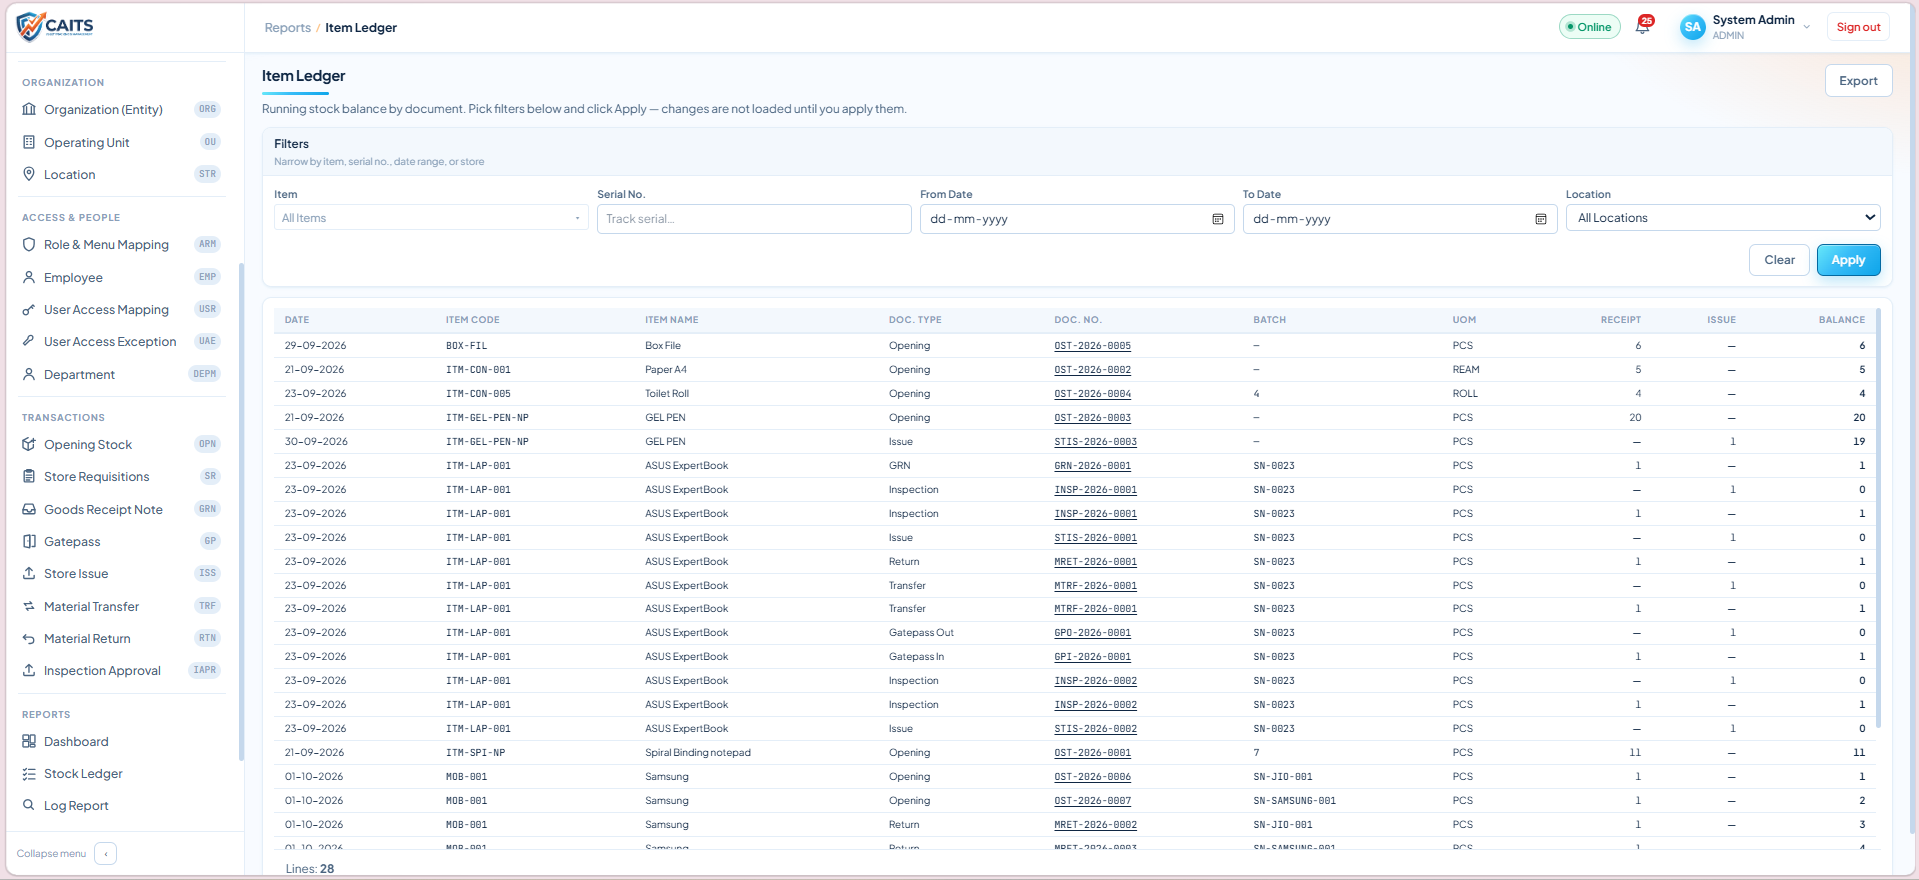 CAITS
Reports / Item Ledger
Online
25
SA
System Admin
ADMIN
Sign out
ORGANIZATION
Organization (Entity) ORG
Operating Unit OU
Location STR
ACCESS & PEOPLE
Role & Menu Mapping ARM
Employee EMP
User Access Mapping USR
User Access Exception UAE
Department DEPM
TRANSACTIONS
Opening Stock OPN
Store Requisitions SR
Goods Receipt Note GRN
Gatepass GP
Store Issue ISS
Material Transfer TRF
Material Return RTN
Inspection Approval IAPR
REPORTS
Dashboard
Stock Ledger
Log Report
Collapse menu ‹
Item Ledger
Export
Running stock balance by document. Pick filters below and click Apply — changes are not loaded until you apply them.
Filters
Narrow by item, serial no., date range, or store
Item Serial No. From Date To Date Location
All Items Track serial... dd-mm-yyyy dd-mm-yyyy All Locations
Clear Apply
DATE ITEM CODE ITEM NAME DOC. TYPE DOC. NO. BATCH UOM RECEIPT ISSUE BALANCE
29-09-2026 BOX-FIL Box File Opening OST-2026-0005 — PCS 6 — 6
21-09-2026 ITM-CON-001 Paper A4 Opening OST-2026-0002 — REAM 5 — 5
23-09-2026 ITM-CON-005 Toilet Roll Opening OST-2026-0004 4 ROLL 4 — 4
21-09-2026 ITM-GEL-PEN-NP GEL PEN Opening OST-2026-0003 — PCS 20 — 20
30-09-2026 ITM-GEL-PEN-NP GEL PEN Issue STIS-2026-0003 — PCS — 1 19
23-09-2026 ITM-LAP-001 ASUS ExpertBook GRN GRN-2026-0001 SN-0023 PCS 1 — 1
23-09-2026 ITM-LAP-001 ASUS ExpertBook Inspection INSP-2026-0001 SN-0023 PCS — 1 0
23-09-2026 ITM-LAP-001 ASUS ExpertBook Inspection INSP-2026-0001 SN-0023 PCS 1 — 1
23-09-2026 ITM-LAP-001 ASUS ExpertBook Issue STIS-2026-0001 SN-0023 PCS — 1 0
23-09-2026 ITM-LAP-001 ASUS ExpertBook Return MRET-2026-0001 SN-0023 PCS 1 — 1
23-09-2026 ITM-LAP-001 ASUS ExpertBook Transfer MTRF-2026-0001 SN-0023 PCS — 1 0
23-09-2026 ITM-LAP-001 ASUS ExpertBook Transfer MTRF-2026-0001 SN-0023 PCS 1 — 1
23-09-2026 ITM-LAP-001 ASUS ExpertBook Gatepass Out GPO-2026-0001 SN-0023 PCS — 1 0
23-09-2026 ITM-LAP-001 ASUS ExpertBook Gatepass In GPI-2026-0001 SN-0023 PCS 1 — 1
23-09-2026 ITM-LAP-001 ASUS ExpertBook Inspection INSP-2026-0002 SN-0023 PCS — 1 0
23-09-2026 ITM-LAP-001 ASUS ExpertBook Inspection INSP-2026-0002 SN-0023 PCS 1 — 1
23-09-2026 ITM-LAP-001 ASUS ExpertBook Issue STIS-2026-0002 SN-0023 PCS — 1 0
21-09-2026 ITM-SPI-NP Spiral Binding notepad Opening OST-2026-0001 7 PCS 11 — 11
01-10-2026 MOB-001 Samsung Opening OST-2026-0006 SN-JIO-001 PCS 1 — 1
01-10-2026 MOB-001 Samsung Opening OST-2026-0007 SN-SAMSUNG-001 PCS 1 — 2
01-10-2026 MOB-001 Samsung Return MRET-2026-0002 SN-JIO-001 PCS 1 — 3
01-10-2026 MOB-001 Samsung Return MRET-2026-0003 SN-SAMSUNG-001 PCS 1 — 4
Lines: 28